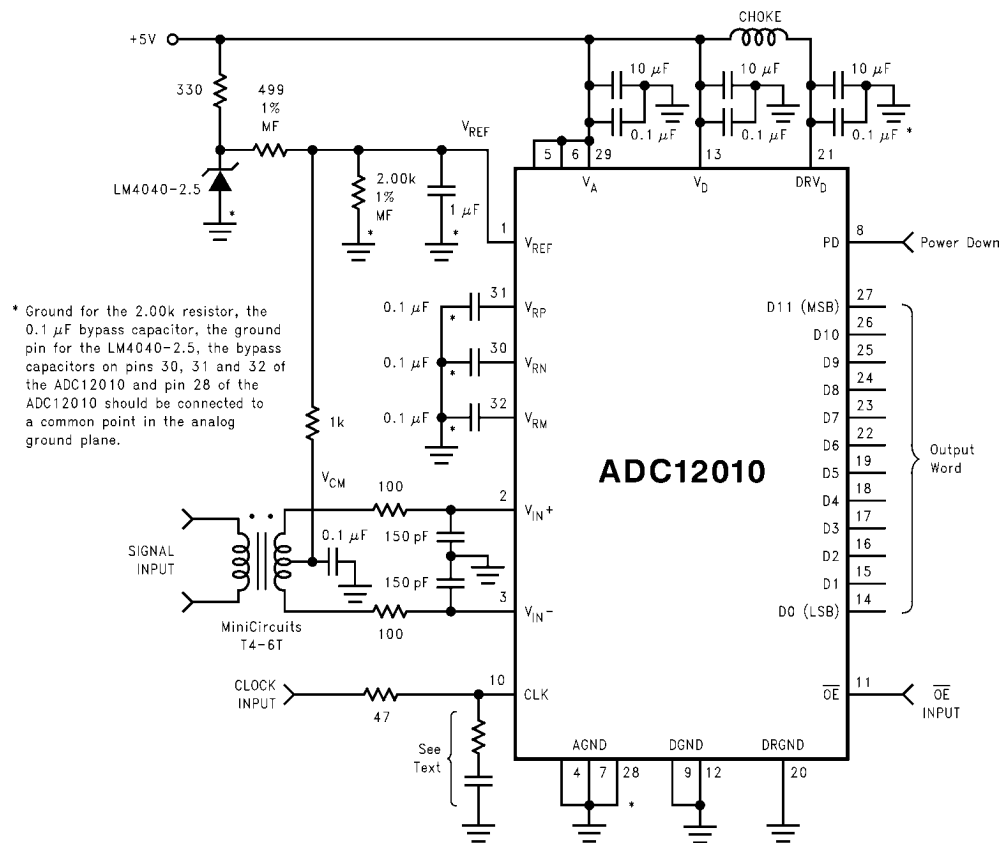 CHOKE
+5V
330
499
1%
MF
10 μF
10 μF
10 μF
0.1 μF
0.1 μF
0.1 μF *
VREF
LM4040-2.5
*
2.00k
1%
MF
*
1 μF
*
5
6
29
13
21
VA
VD
DRVD
1
VREF
8
PD
Power Down
* Ground for the 2.00k resistor, the
0.1 μF bypass capacitor, the ground
pin for the LM4040-2.5, the bypass
capacitors on pins 30, 31 and 32 of
the ADC12010 and pin 28 of the
ADC12010 should be connected to
a common point in the analog
ground plane.
0.1 μF
*
31
VRP
0.1 μF
*
30
VRN
0.1 μF
*
32
VRM
27
D11 (MSB)
26
D10
25
D9
24
D8
23
D7
22
D6
19
D5
18
D4
17
D3
16
D2
15
D1
14
D0 (LSB)
Output
Word
ADC12010
1k
VCM
100
2
VIN+
SIGNAL
INPUT
0.1 μF
150 pF
150 pF
3
VIN-
100
MiniCircuits
T4-6T
CLOCK
INPUT
47
10
CLK
11
OE
OE
INPUT
See
Text
AGND
DGND
DRGND
4
7
28
*
9
12
20